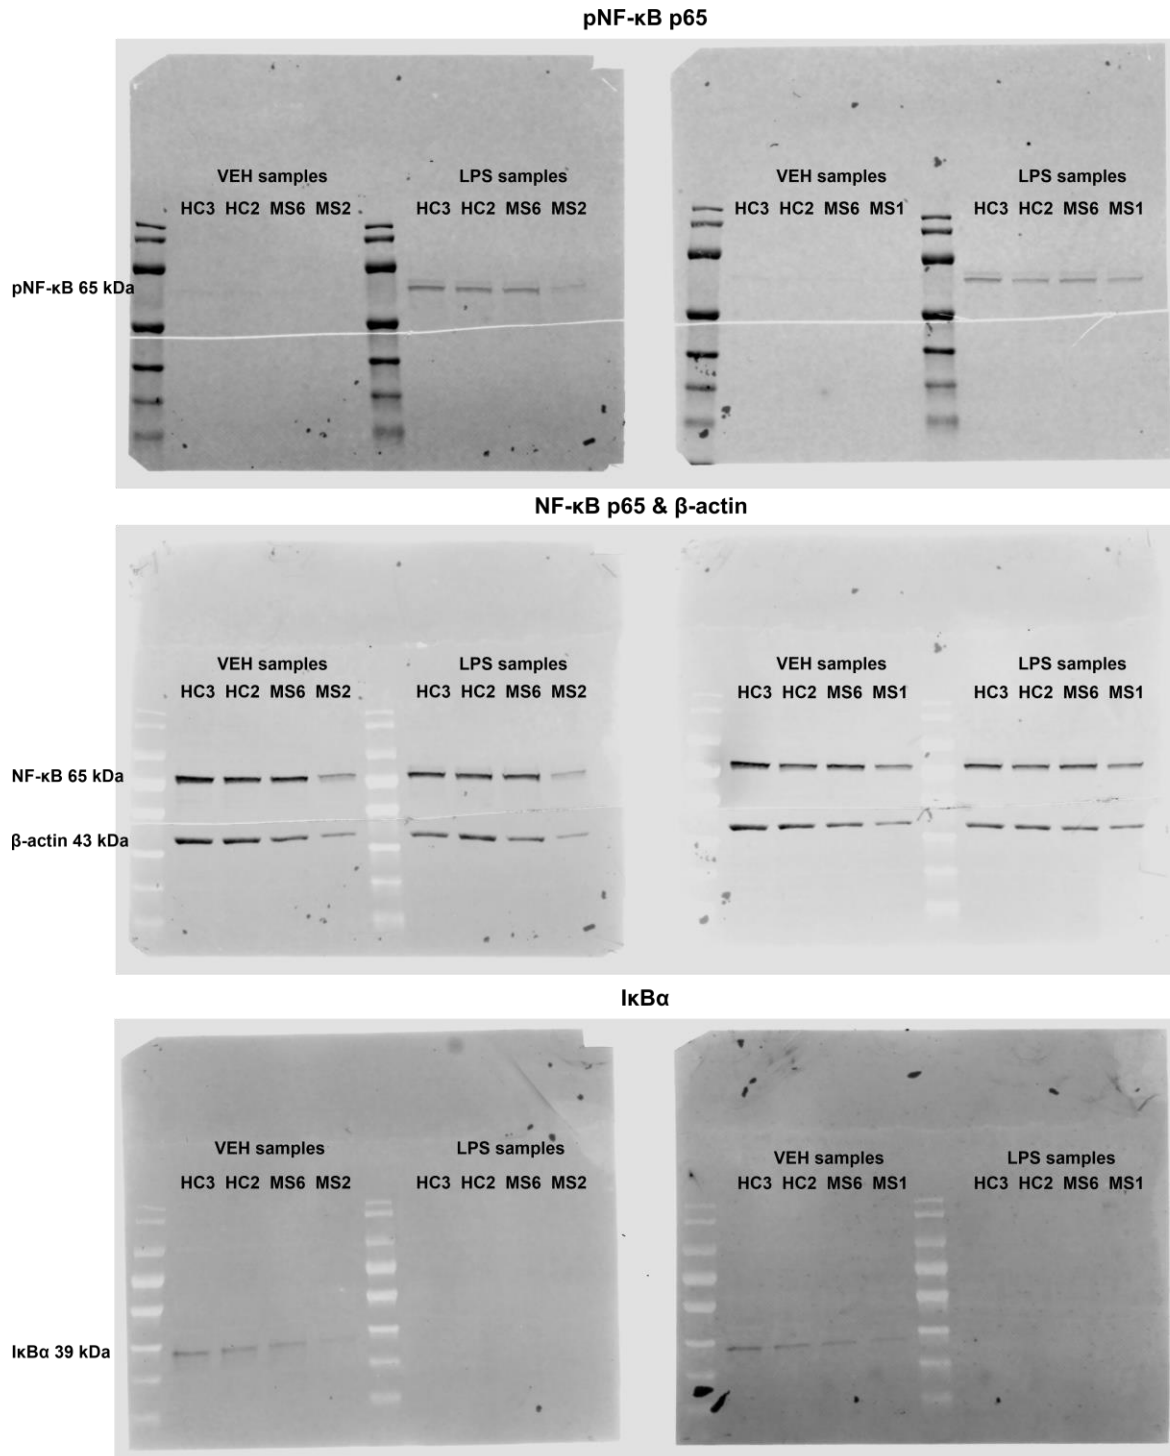 pNF-κB p65
VEH samples LPS samples VEH samples LPS samples
HC3 HC2 MS6 MS2 HC3 HC2 MS6 MS2 HC3 HC2 MS6 MS1 HC3 HC2 MS6 MS1
pNF-κB 65 kDa
NF-κB p65 & β-actin
VEH samples LPS samples VEH samples LPS samples
HC3 HC2 MS6 MS2 HC3 HC2 MS6 MS2 HC3 HC2 MS6 MS1 HC3 HC2 MS6 MS1
NF-κB 65 kDa
β-actin 43 kDa
IκBα
VEH samples LPS samples VEH samples LPS samples
HC3 HC2 MS6 MS2 HC3 HC2 MS6 MS2 HC3 HC2 MS6 MS1 HC3 HC2 MS6 MS1
IκBα 39 kDa